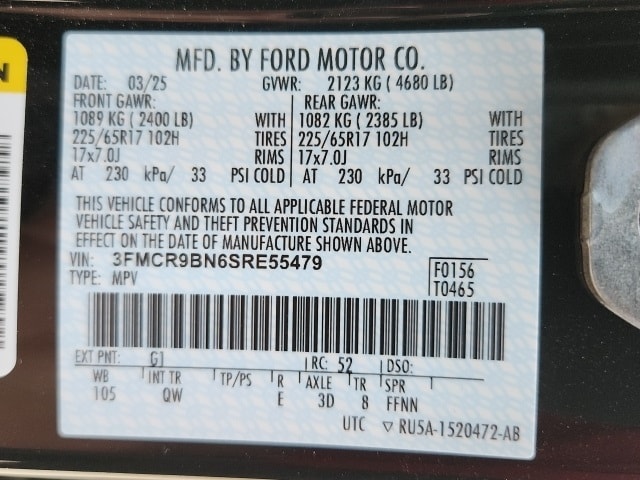 MFD. BY FORD MOTOR CO.
DATE: 03/25 GVWR: 2123 KG ( 4680 LB)
FRONT GAWR: REAR GAWR:
1089 KG ( 2400 LB) WITH 1082 KG ( 2385 LB) WITH
225/65R17 102H TIRES 225/65R17 102H TIRES
17x7.0J RIMS 17x7.0J RIMS
AT 230 kPa/ 33 PSI COLD AT 230 kPa/ 33 PSI COLD
THIS VEHICLE CONFORMS TO ALL APPLICABLE FEDERAL MOTOR
VEHICLE SAFETY AND THEFT PREVENTION STANDARDS IN
EFFECT ON THE DATE OF MANUFACTURE SHOWN ABOVE.
VIN: 3FMCR9BN6SRE55479
TYPE: MPV
F0156
T0465
EXT PNT: G1 RC: 52 DSO:
WB INT TR TP/PS R AXLE TR SPR
105 QW E 3D 8 FFNN
UTC ▽ RU5A-1520472-AB
N